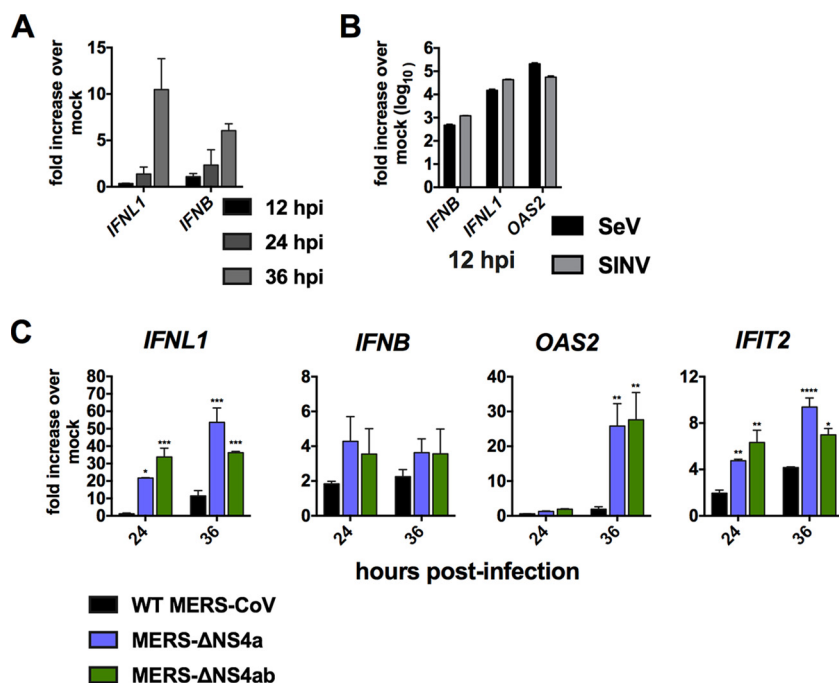 A
fold increase over
mock
15
10
5
0
IFNL1
IFNB
12 hpi
24 hpi
36 hpi
B
fold increase over
mock (log10)
6
5
4
3
2
1
0
IFNB
IFNL1
OAS2
12 hpi
SeV
SINV
C
IFNL1
fold increase over
mock
80
70
60
50
40
30
20
10
0
*
***
***
***
24
36
IFNB
8
6
4
2
0
24
36
OAS2
40
30
20
10
0
**
**
24
36
IFIT2
12
8
4
0
**
**
****
*
24
36
hours post-infection
WT MERS-CoV
MERS-ΔNS4a
MERS-ΔNS4ab